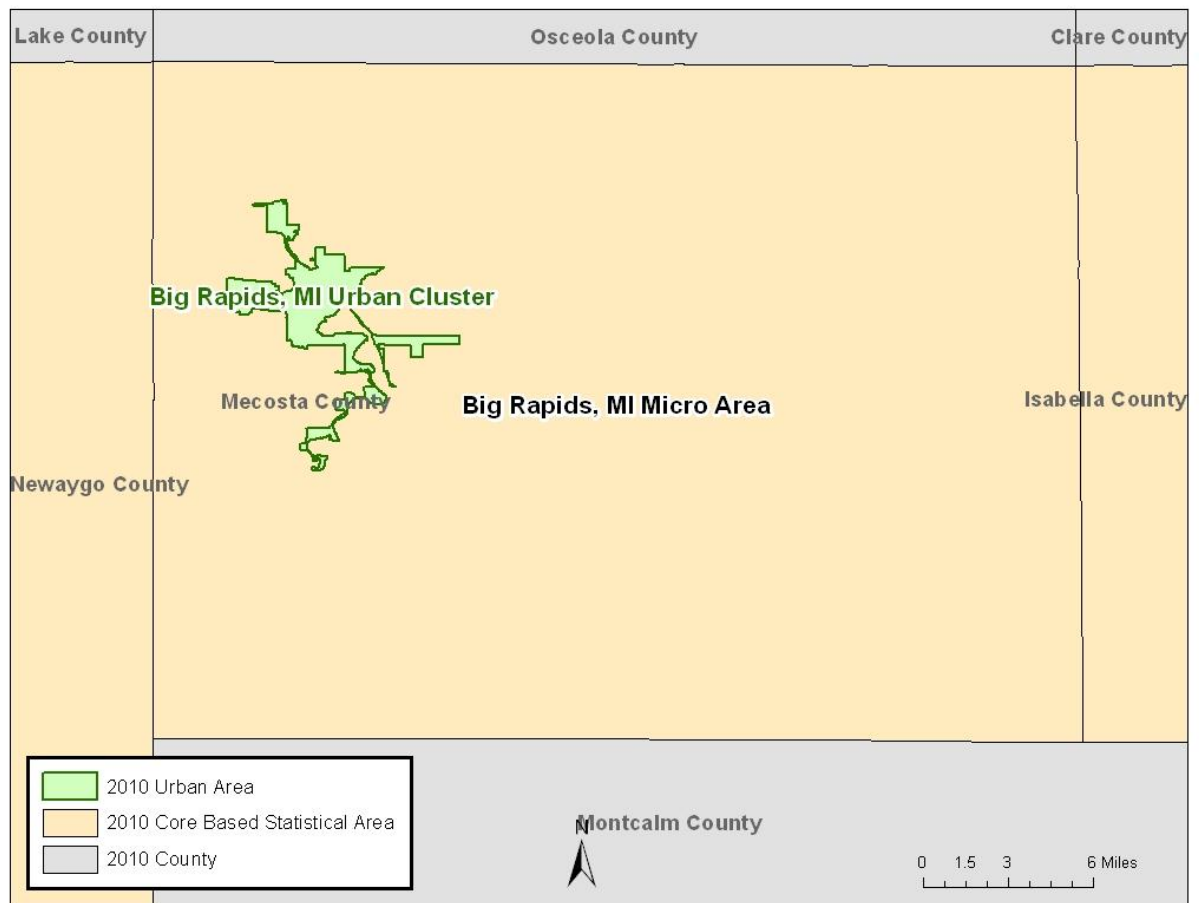 Lake County
Osceola County
Clare County
Big Rapids, MI Urban Cluster
Mecosta County
Big Rapids, MI Micro Area
Isabella County
Newaygo County
2010 Urban Area
2010 Core Based Statistical Area
2010 County
N
Montcalm County
0 1.5 3 6 Miles